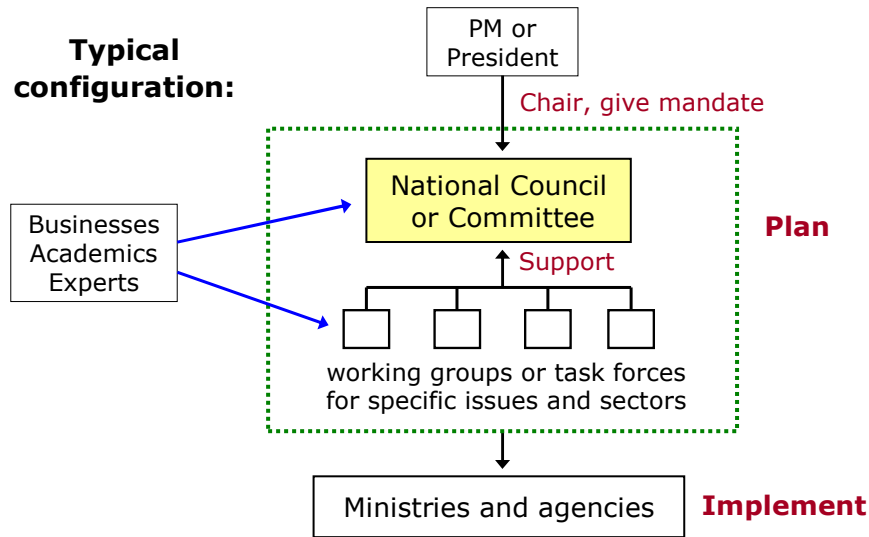 Typical
configuration:
PM or
President
Chair, give mandate
National Council
or Committee
Businesses
Academics
Experts
Plan
Support
working groups or task forces
for specific issues and sectors
Ministries and agencies
Implement